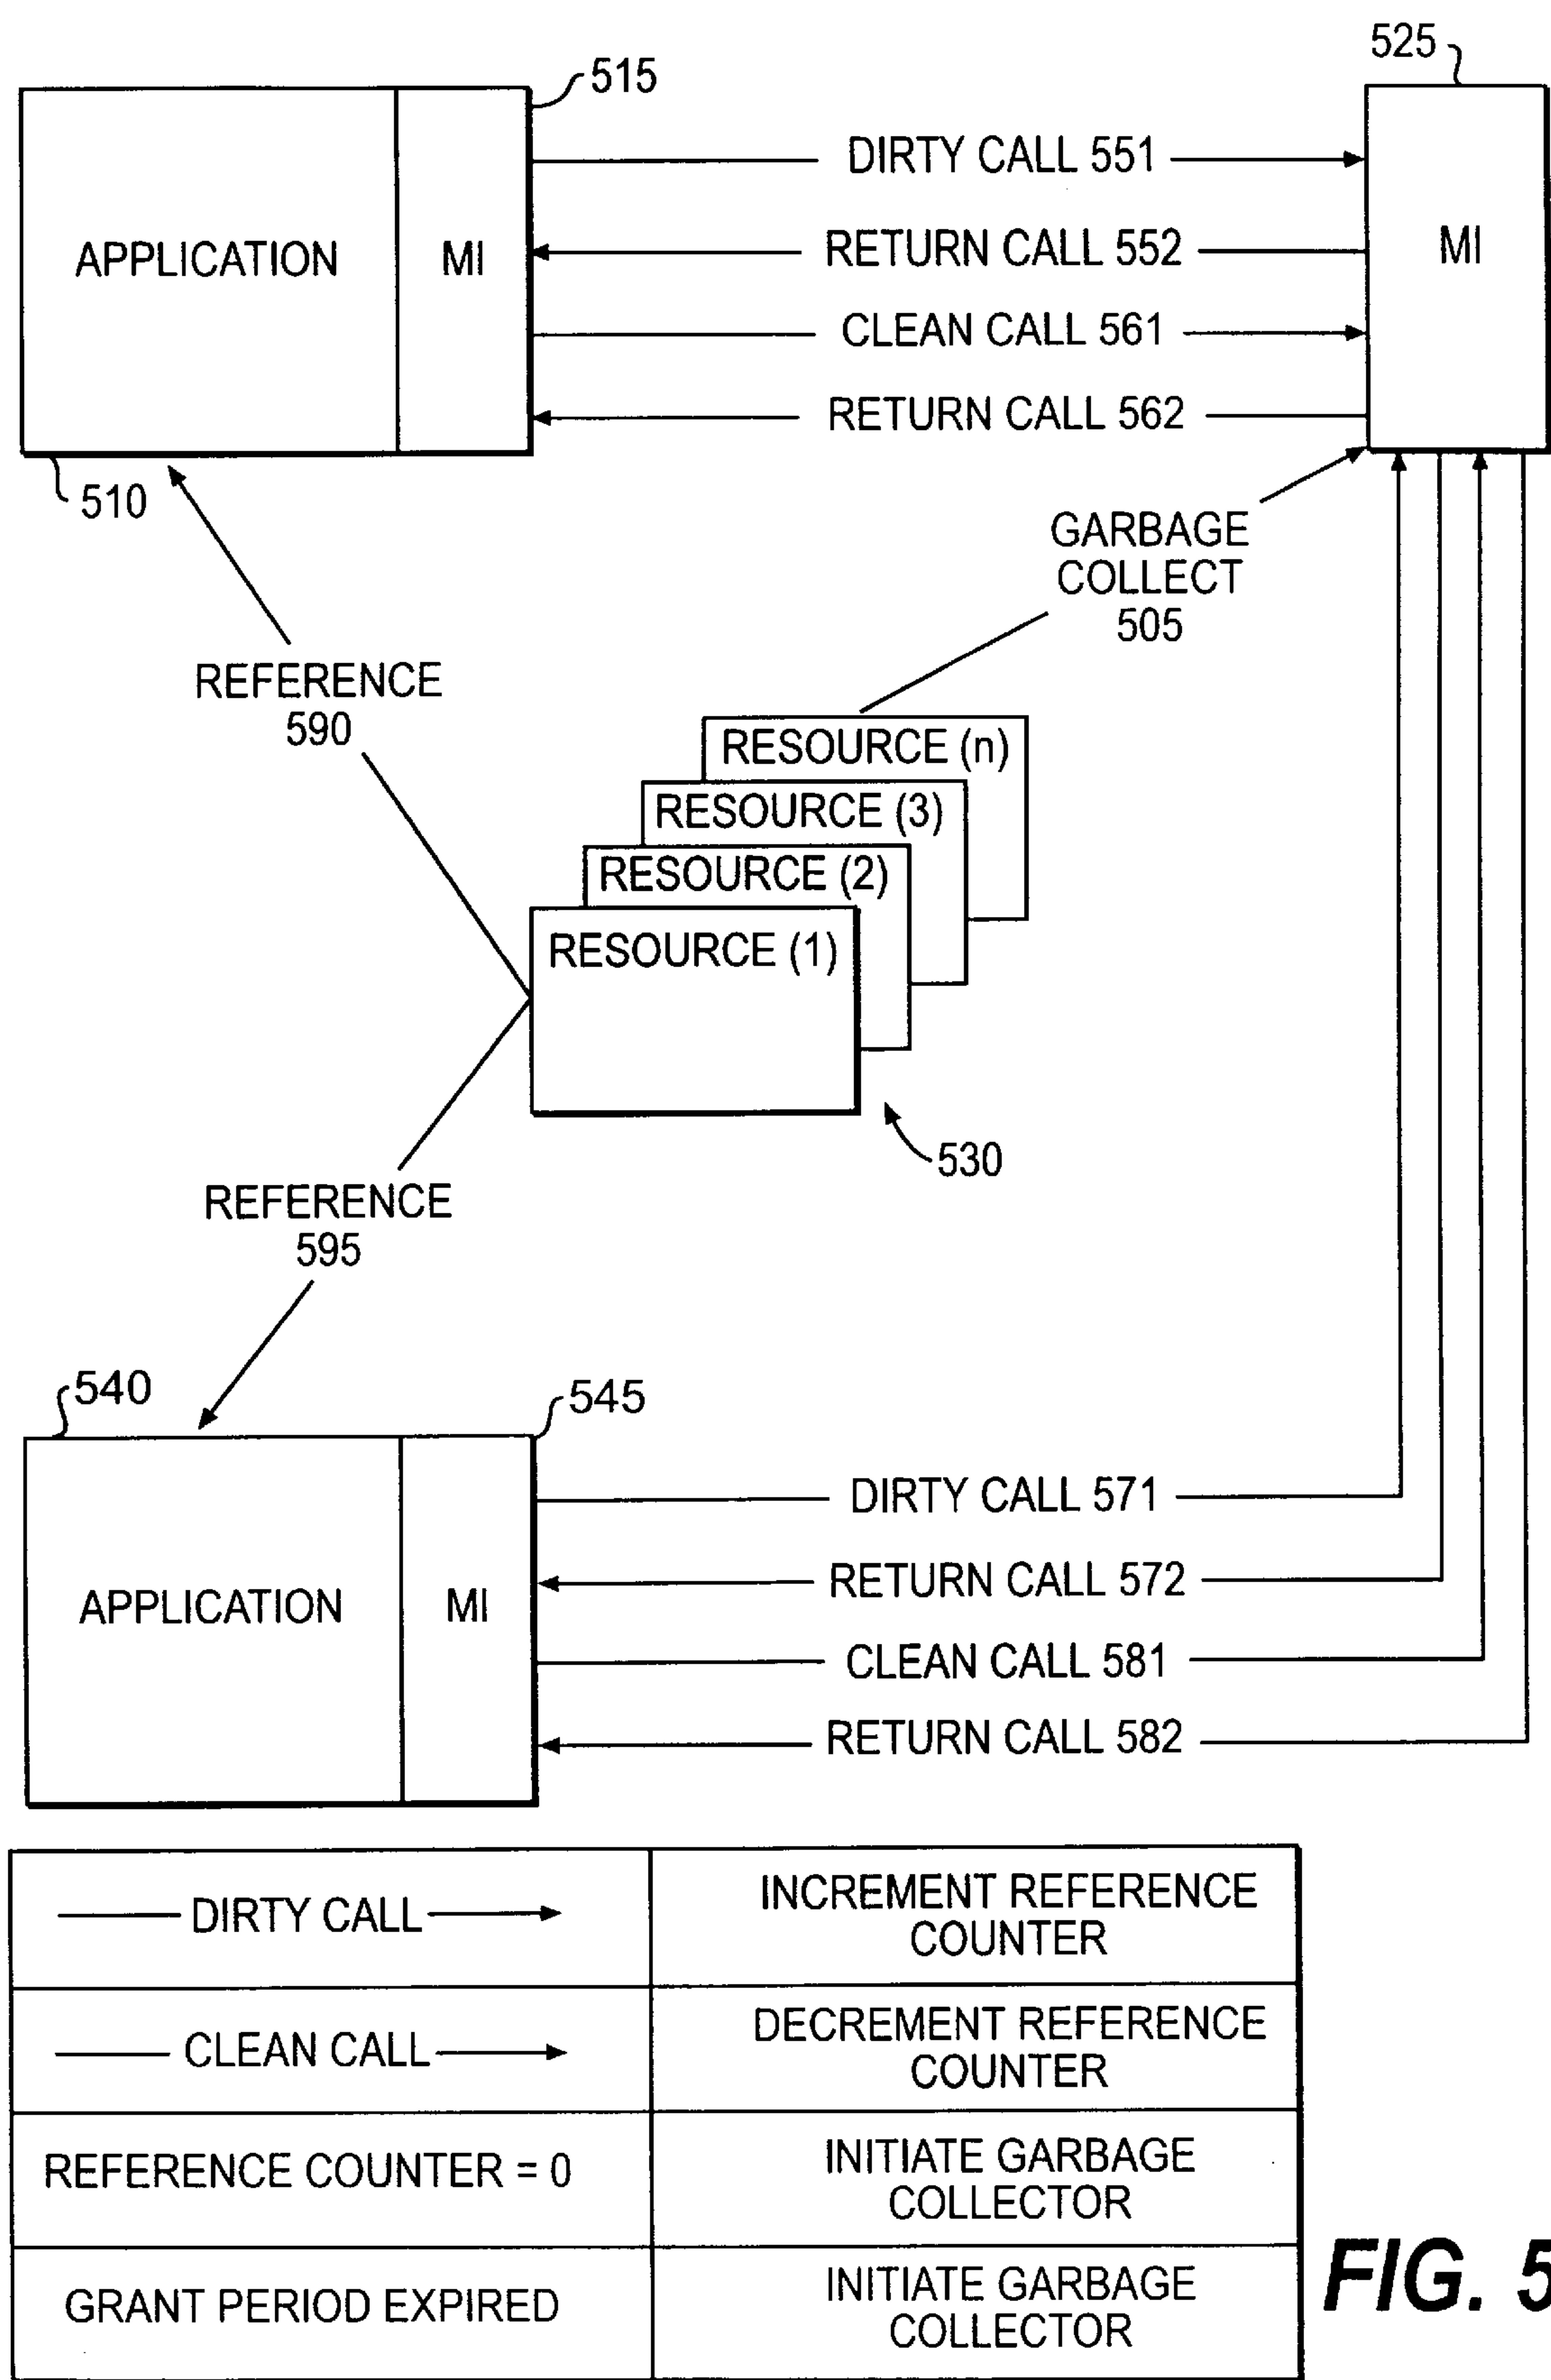 525
515
DIRTY CALL 551
APPLICATION
MI
RETURN CALL 552
MI
CLEAN CALL 561
RETURN CALL 562
510
GARBAGE
COLLECT
505
REFERENCE
590
RESOURCE (n)
RESOURCE (3)
RESOURCE (2)
RESOURCE (1)
530
REFERENCE
595
540
545
DIRTY CALL 571
RETURN CALL 572
APPLICATION
MI
CLEAN CALL 581
RETURN CALL 582
DIRTY CALL
INCREMENT REFERENCE
COUNTER
CLEAN CALL
DECREMENT REFERENCE
COUNTER
REFERENCE COUNTER = 0
INITIATE GARBAGE
COLLECTOR
GRANT PERIOD EXPIRED
INITIATE GARBAGE
COLLECTOR
FIG. 5